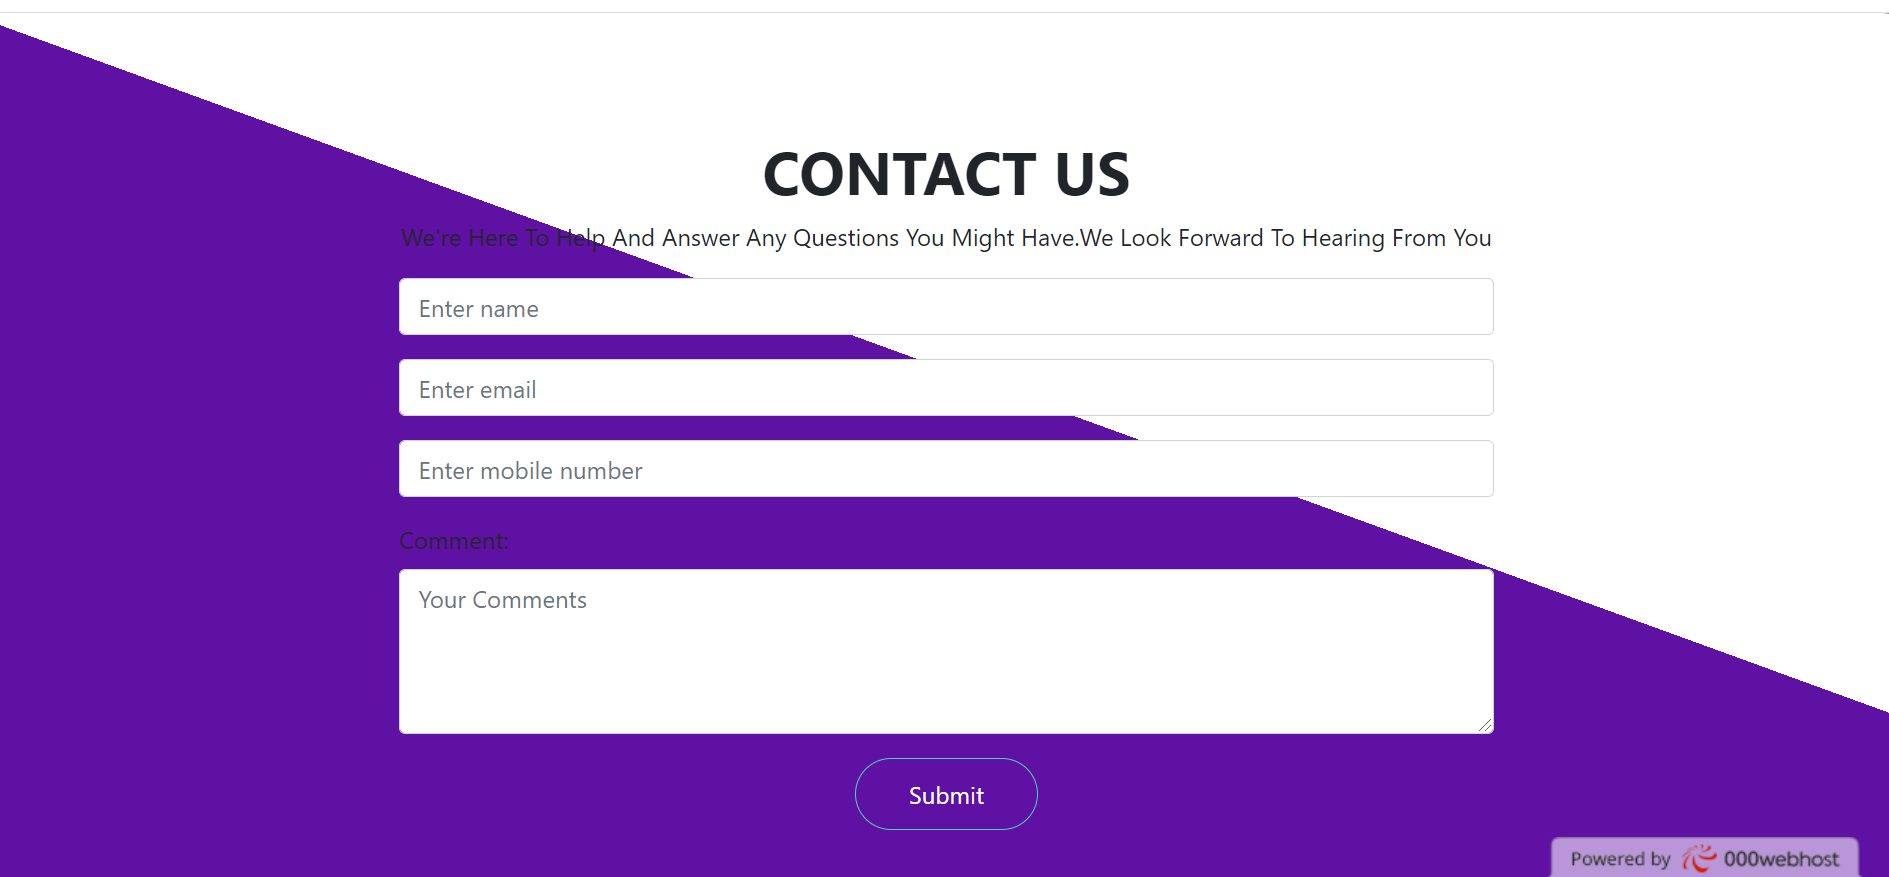 CONTACT US
We're Here To Help And Answer Any Questions You Might Have.We Look Forward To Hearing From You
Enter name
Enter email
Enter mobile number
Comment:
Your Comments
Submit
Powered by 000webhost